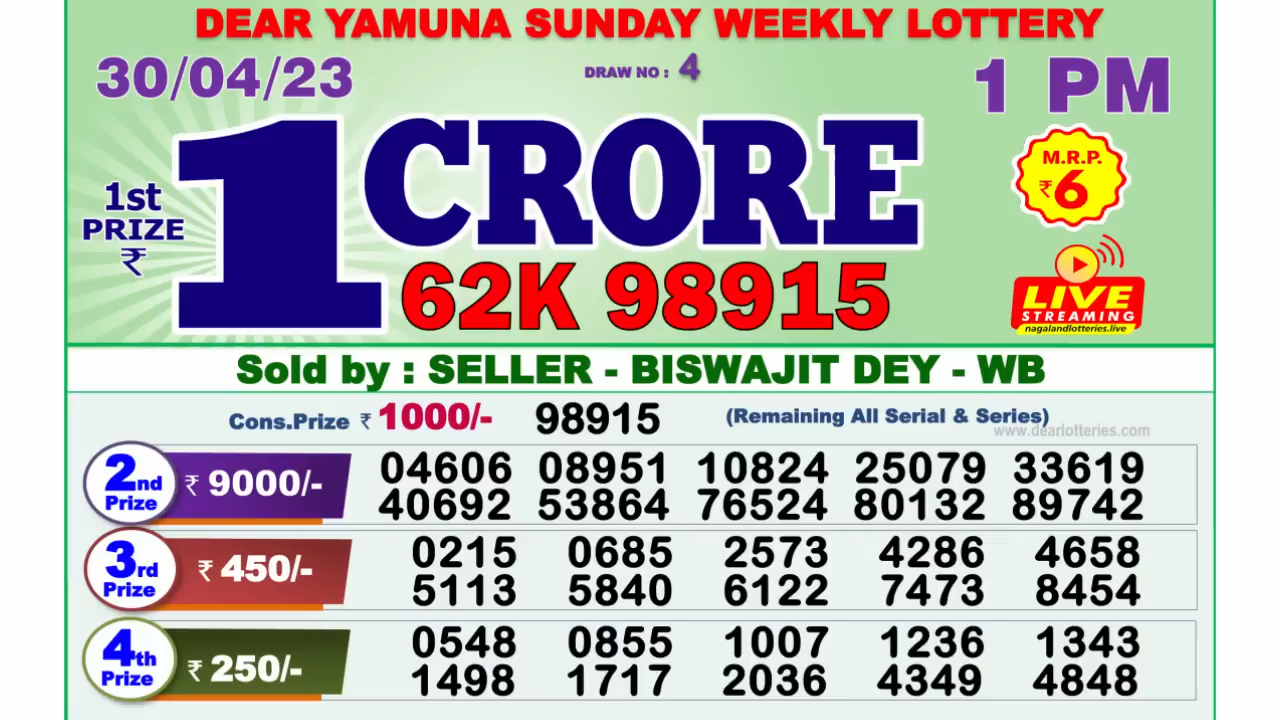 DEAR YAMUNA SUNDAY WEEKLY LOTTERY
30/04/23
DRAW NO : 4
1 PM
1st
PRIZE
₹
1 CRORE
62K 98915
M.R.P.
₹6
LIVE
STREAMING
nagalandlotteries.live
Sold by : SELLER - BISWAJIT DEY - WB
Cons.Prize ₹ 1000/- 98915 (Remaining All Serial & Series)
www.dearlotteries.com
2nd
Prize
₹ 9000/-
04606 08951 10824 25079 33619
40692 53864 76524 80132 89742
3rd
Prize
₹ 450/-
0215 0685 2573 4286 4658
5113 5840 6122 7473 8454
4th
Prize
₹ 250/-
0548 0855 1007 1236 1343
1498 1717 2036 4349 4848